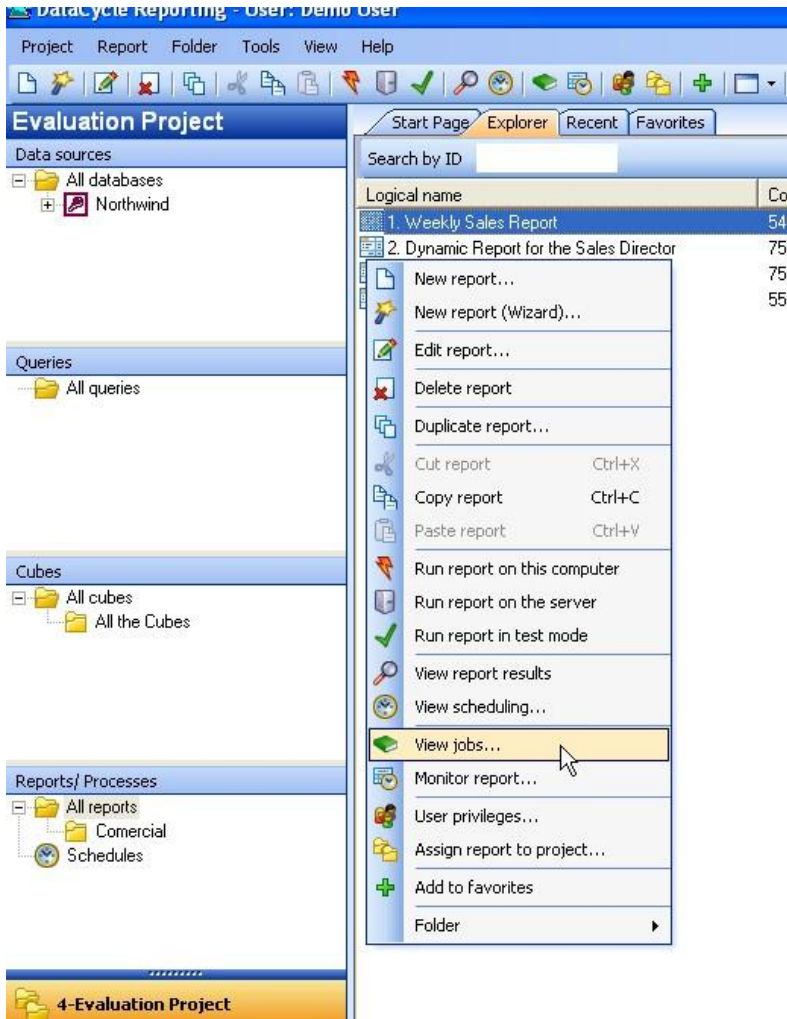 DataCycle Reporting - User: Demo User
Project Report Folder Tools View Help
Evaluation Project
Start Page Explorer Recent Favorites
Data sources
Search by ID
All databases
Northwind
Logical name Co
1. Weekly Sales Report 54
2. Dynamic Report for the Sales Director 75
75
55
New report...
New report (Wizard)...
Edit report...
Delete report
Duplicate report...
Cut report Ctrl+X
Copy report Ctrl+C
Paste report Ctrl+V
Run report on this computer
Run report on the server
Run report in test mode
View report results
View scheduling...
View jobs...
Monitor report...
User privileges...
Assign report to project...
Add to favorites
Folder
Queries
All queries
Cubes
All cubes
All the Cubes
Reports/ Processes
All reports
Comercial
Schedules
4-Evaluation Project